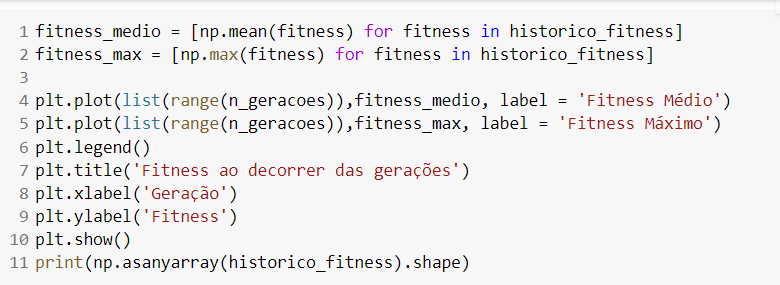 1 fitness_medio = [np.mean(fitness) for fitness in historico_fitness]
2 fitness_max = [np.max(fitness) for fitness in historico_fitness]
3
4 plt.plot(list(range(n_geracoes)),fitness_medio, label = 'Fitness Médio')
5 plt.plot(list(range(n_geracoes)),fitness_max, label = 'Fitness Máximo')
6 plt.legend()
7 plt.title('Fitness ao decorrer das gerações')
8 plt.xlabel('Geração')
9 plt.ylabel('Fitness')
10 plt.show()
11 print(np.asanyarray(historico_fitness).shape)